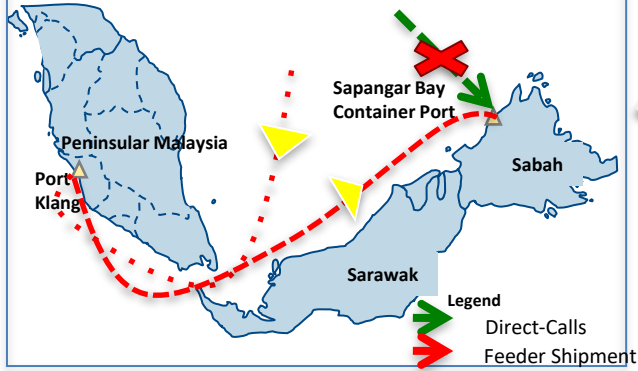 Sapangar Bay
Container Port
Peninsular Malaysia
Sabah
Port
Klang
Sarawak
Legend
Direct-Calls
Feeder Shipment